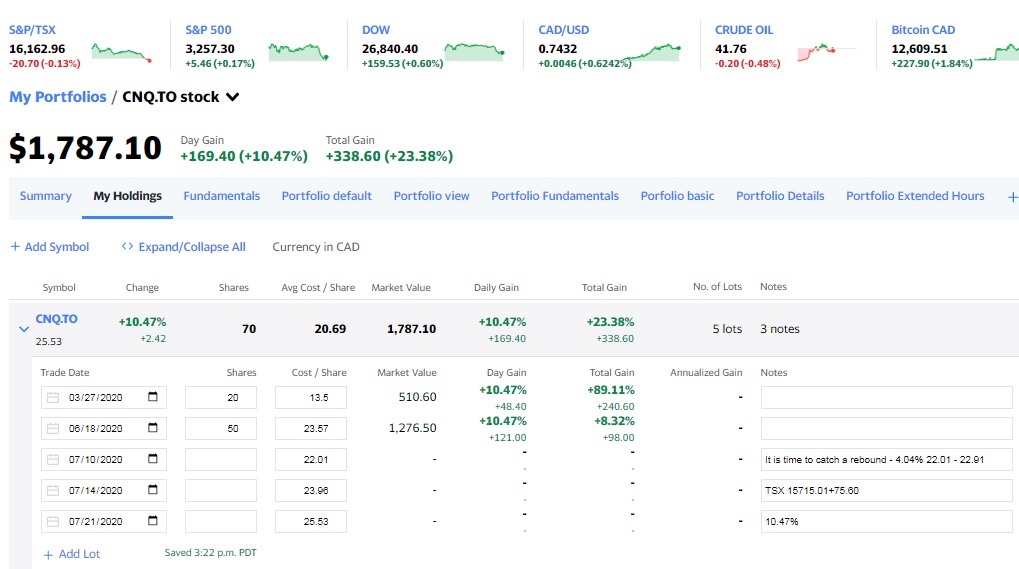 S&P/TSX S&P 500 DOW CAD/USD CRUDE OIL Bitcoin CAD
16,162.96 3,257.30 26,840.40 0.7432 41.76 12,609.51
-20.70 (-0.13%) +5.46 (+0.17%) +159.53 (+0.60%) +0.0046 (+0.6242%) -0.20 (-0.48%) +227.90 (+1.84%)
My Portfolios / CNQ.TO stock
$1,787.10 Day Gain +169.40 (+10.47%) Total Gain +338.60 (+23.38%)
Summary My Holdings Fundamentals Portfolio default Portfolio view Portfolio Fundamentals Porfolio basic Portfolio Details Portfolio Extended Hours +
+ Add Symbol <> Expand/Collapse All Currency in CAD
Symbol Change Shares Avg Cost / Share Market Value Daily Gain Total Gain No. of Lots Notes
CNQ.TO +10.47% 70 20.69 1,787.10 +10.47% +23.38% 5 lots 3 notes
25.53 +2.42 +169.40 +338.60
Trade Date Shares Cost / Share Market Value Day Gain Total Gain Annualized Gain Notes
03/27/2020 20 13.5 510.60 +10.47% +89.11% -
+48.40 +240.60
06/18/2020 50 23.57 1,276.50 +10.47% +8.32% -
+121.00 +98.00
07/10/2020 22.01 - - - - It is time to catch a rebound - 4.04% 22.01 - 22.91
- -
07/14/2020 23.96 - - - - TSX 15715.01+75.60
- -
07/21/2020 25.53 - - - - 10.47%
- -
+ Add Lot Saved 3:22 p.m. PDT